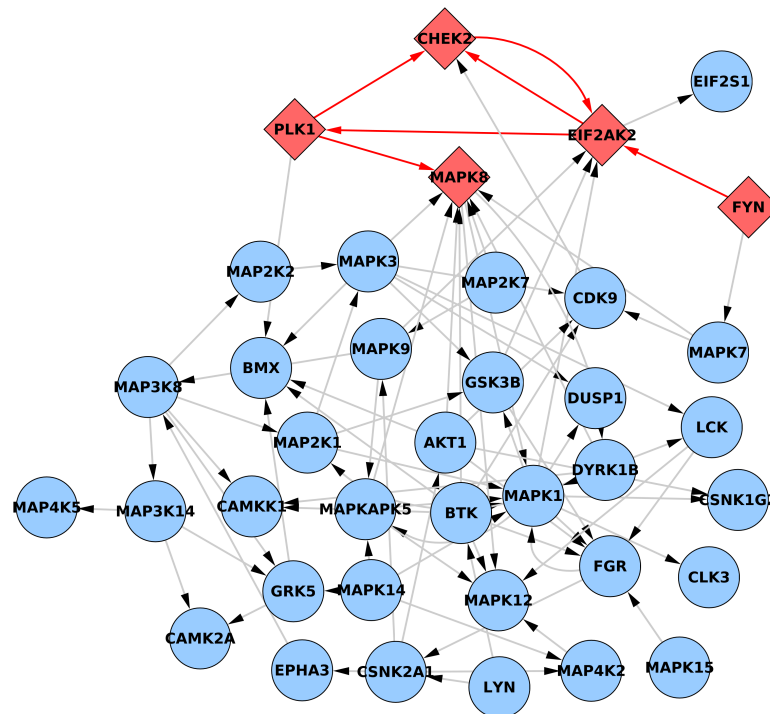 CHEK2
EIF2S1
PLK1
EIF2AK2
MAPK8
FYN
MAP2K2
MAPK3
MAP2K7
CDK9
MAPK9
MAPK7
BMX
MAP3K8
GSK3B
DUSP1
LCK
MAP2K1
AKT1
DYRK1B
MAP4K5
MAP3K14
CAMKK1
MAPKAPK5
BTK
MAPK1
CSNK1G
FGR
CLK3
GRK5
MAPK14
MAPK12
CAMK2A
EPHA3
CSNK2A1
LYN
MAP4K2
MAPK15